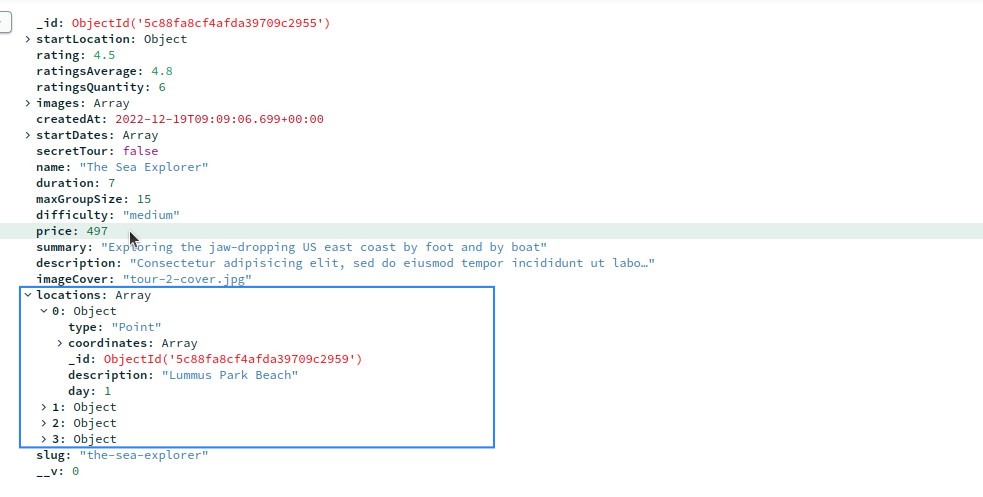 _id: ObjectId('5c88fa8cf4afda39709c2955')
startLocation: Object
rating: 4.5
ratingsAverage: 4.8
ratingsQuantity: 6
images: Array
createdAt: 2022-12-19T09:09:06.699+00:00
startDates: Array
secretTour: false
name: "The Sea Explorer"
duration: 7
maxGroupSize: 15
difficulty: "medium"
price: 497
summary: "Exploring the jaw-dropping US east coast by foot and by boat"
description: "Consectetur adipisicing elit, sed do eiusmod tempor incididunt ut labo…"
imageCover: "tour-2-cover.jpg"
locations: Array
0: Object
type: "Point"
coordinates: Array
_id: ObjectId('5c88fa8cf4afda39709c2959')
description: "Lummus Park Beach"
day: 1
1: Object
2: Object
3: Object
slug: "the-sea-explorer"
__v: 0